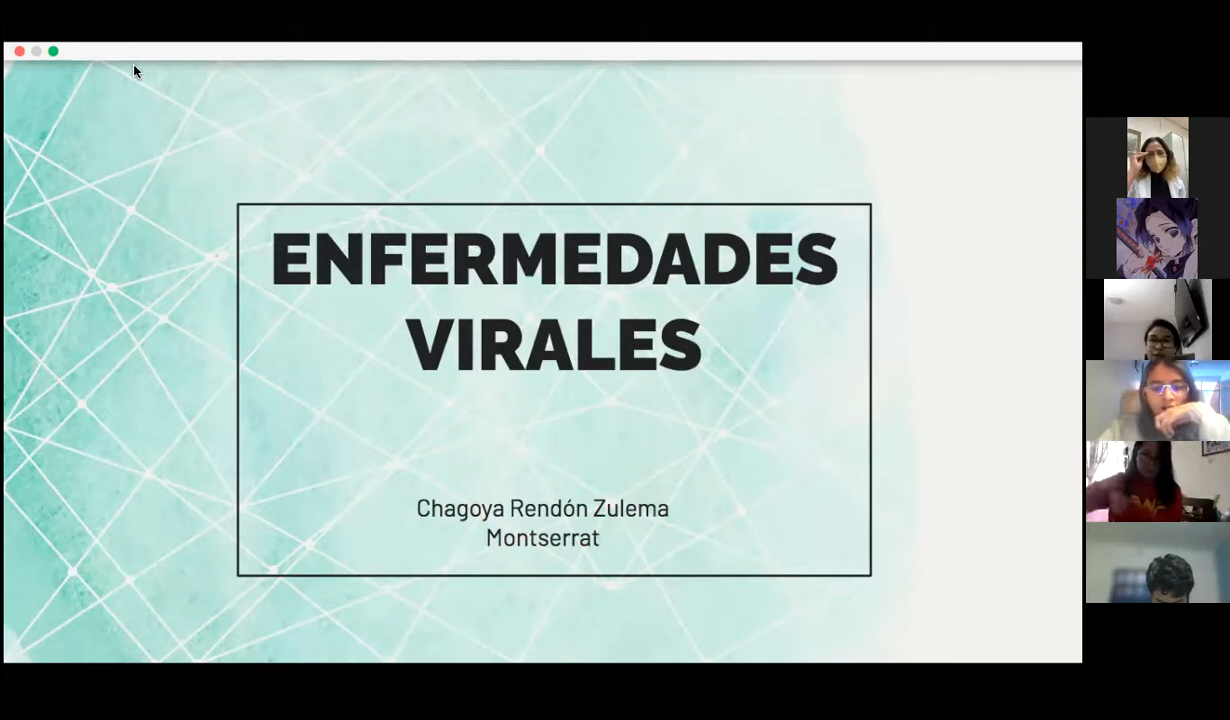 ENFERMEDADES
VIRALES
Chagoya Rendón Zulema
Montserrat